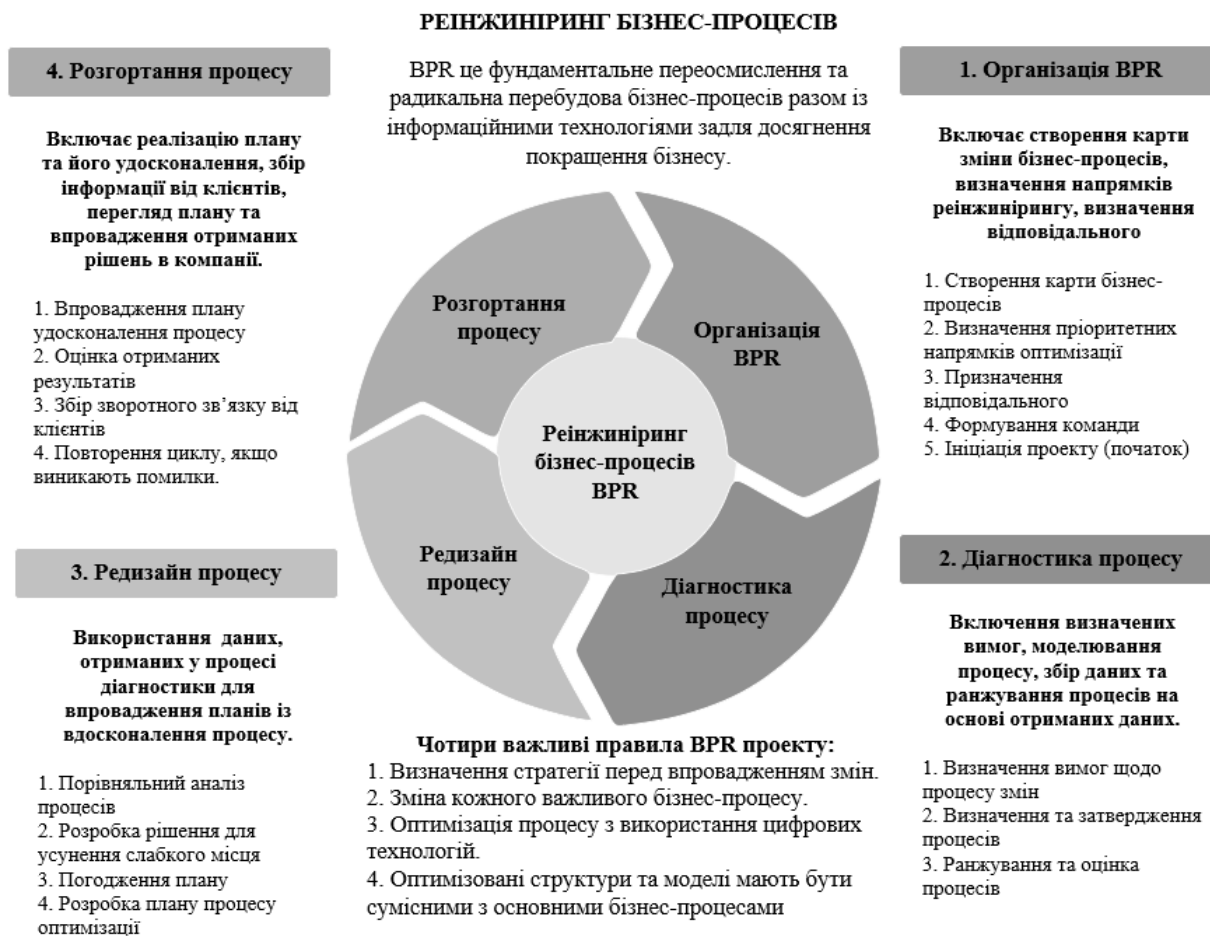 РЕІНЖИНІРИНГ БІЗНЕС-ПРОЦЕСІВ
BPR це фундаментальне переосмислення та
радикальна перебудова бізнес-процесів разом із
інформаційними технологіями задля досягнення
покращення бізнесу.
1. Організація BPR
Включає створення карти
зміни бізнес-процесів,
визначення напрямків
реінжинірингу, визначення
відповідального
1. Створення карти бізнес-
процесів
2. Визначення пріоритетних
напрямків оптимізації
3. Призначення
відповідального
4. Формування команди
5. Ініціація проекту (початок)
2. Діагностика процесу
Включення визначених
вимог, моделювання
процесу, збір даних та
ранжування процесів на
основі отриманих даних.
1. Визначення вимог щодо
процесу змін
2. Визначення та затвердження
процесів
3. Ранжування та оцінка
процесів
3. Редизайн процесу
Використання даних,
отриманих у процесі
діагностики для
впровадження планів із
вдосконалення процесу.
1. Порівняльний аналіз
процесів
2. Розробка рішення для
усунення слабкого місця
3. Погодження плану
4. Розробка плану процесу
оптимізації
4. Розгортання процесу
Включає реалізацію плану
та його удосконалення, збір
інформації від клієнтів,
перегляд плану та
впровадження отриманих
рішень в компанії.
1. Впровадження плану
удосконалення процесу
2. Оцінка отриманих
результатів
3. Збір зворотного зв’язку від
клієнтів
4. Повторення циклу, якщо
виникають помилки.
Розгортання
процесу
Організація
BPR
Реінжиніринг
бізнес-процесів
BPR
Редизайн
процесу
Діагностика
процесу
Чотири важливі правила BPR проекту:
1. Визначення стратегії перед впровадженням змін.
2. Зміна кожного важливого бізнес-процесу.
3. Оптимізація процесу з використання цифрових
технологій.
4. Оптимізовані структури та моделі мають бути
сумісними з основними бізнес-процесами